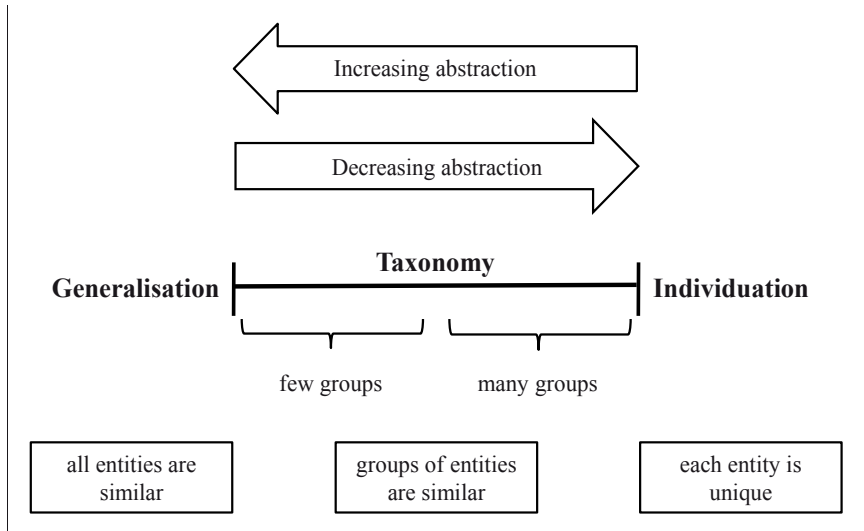 Increasing abstraction
Decreasing abstraction
Taxonomy
Generalisation
Individuation
few groups
many groups
all entities are
similar
groups of entities
are similar
each entity is
unique